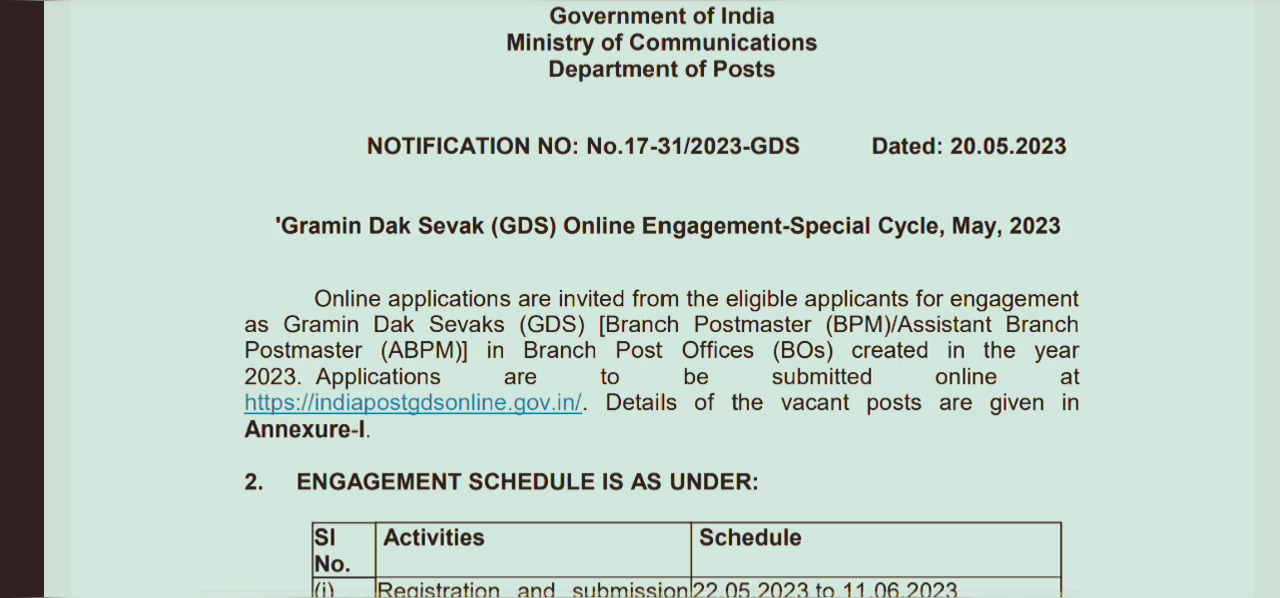 Government of India
Ministry of Communications
Department of Posts
NOTIFICATION NO: No.17-31/2023-GDS Dated: 20.05.2023
'Gramin Dak Sevak (GDS) Online Engagement-Special Cycle, May, 2023
Online applications are invited from the eligible applicants for engagement
as Gramin Dak Sevaks (GDS) [Branch Postmaster (BPM)/Assistant Branch
Postmaster (ABPM)] in Branch Post Offices (BOs) created in the year
2023. Applications are to be submitted online at
https://indiapostgdsonline.gov.in/. Details of the vacant posts are given in
Annexure-I.
2. ENGAGEMENT SCHEDULE IS AS UNDER:
Sl Activities Schedule
No.
(i) Registration and submission 22.05.2023 to 11.06.2023